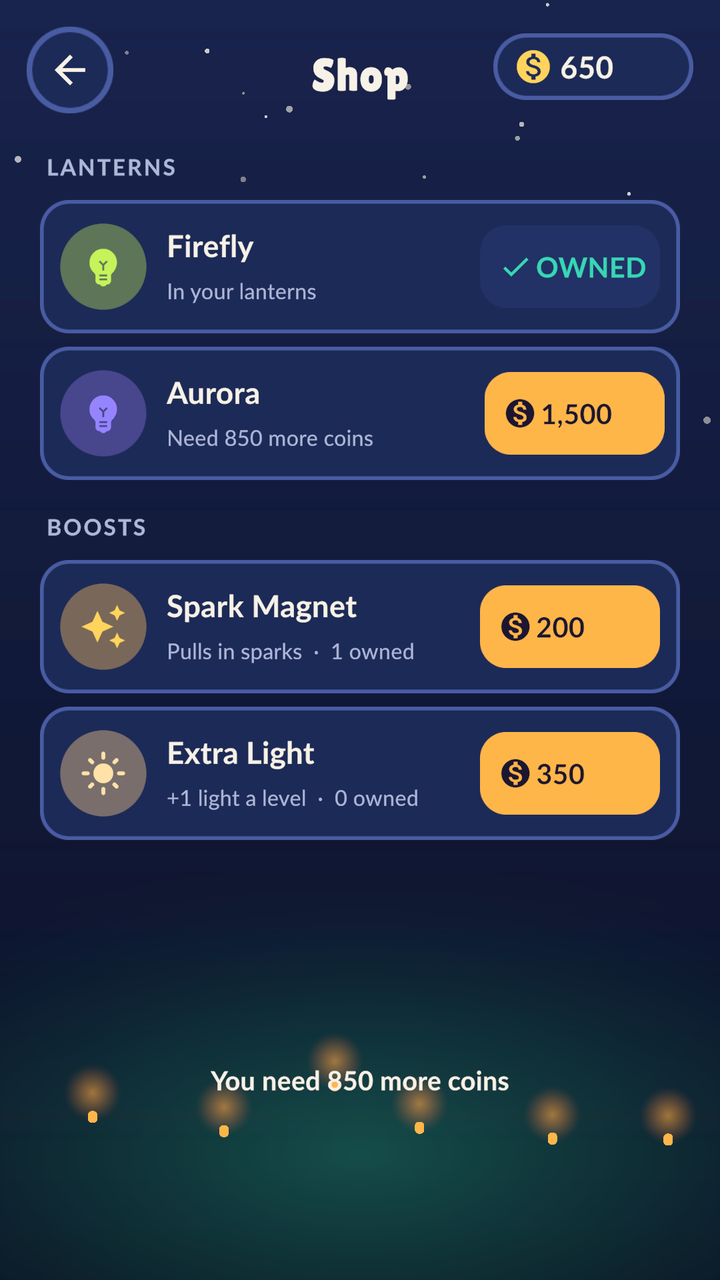 Shop
$ 650
LANTERNS
Firefly
In your lanterns
✓ OWNED
Aurora
Need 850 more coins
$ 1,500
BOOSTS
Spark Magnet
Pulls in sparks · 1 owned
$ 200
Extra Light
+1 light a level · 0 owned
$ 350
You need 850 more coins